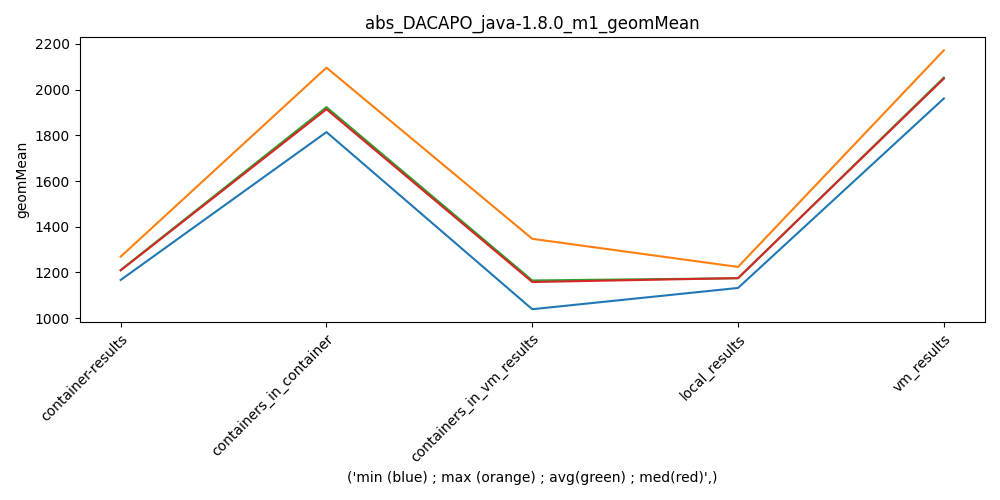 abs_DACAPO_java-1.8.0_m1_geomMean
2200
2000
1800
1600
1400
1200
1000
geomMean
container-results
containers_in_container
containers_in_vm_results
local_results
vm_results
('min (blue) ; max (orange) ; avg(green) ; med(red)',)